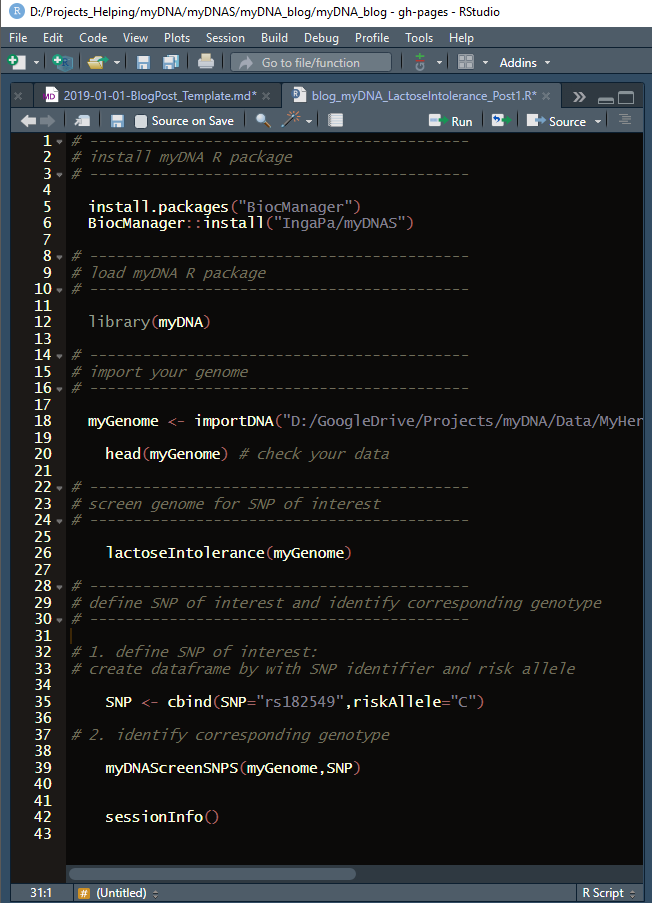 D:/Projects_Helping/myDNA/myDNAS/myDNA_blog/myDNA_blog - gh-pages - RStudio
File Edit Code View Plots Session Build Debug Profile Tools Help
Go to file/function Addins
2019-01-01-BlogPost_Template.md* blog_myDNA_LactoseIntolerance_Post1.R*
Source on Save Run Source
1 # -------------------------------------------
2 # install myDNA R package
3 # -------------------------------------------
4
5 install.packages("BiocManager")
6 BiocManager::install("IngaPa/myDNAS")
7
8 # -------------------------------------------
9 # load myDNA R package
10 # -------------------------------------------
11
12 library(myDNA)
13
14 # -------------------------------------------
15 # import your genome
16 # -------------------------------------------
17
18 myGenome <- importDNA("D:/GoogleDrive/Projects/myDNA/Data/MyHer
19
20 head(myGenome) # check your data
21
22 # -------------------------------------------
23 # screen genome for SNP of interest
24 # -------------------------------------------
25
26 lactoseIntolerance(myGenome)
27
28 # -------------------------------------------
29 # define SNP of interest and identify corresponding genotype
30 # -------------------------------------------
31
32 # 1. define SNP of interest:
33 # create dataframe by with SNP identifier and risk allele
34
35 SNP <- cbind(SNP="rs182549",riskAllele="C")
36
37 # 2. identify corresponding genotype
38
39 myDNAScreenSNPS(myGenome,SNP)
40
41
42 sessionInfo()
43
31:1 # (Untitled) R Script